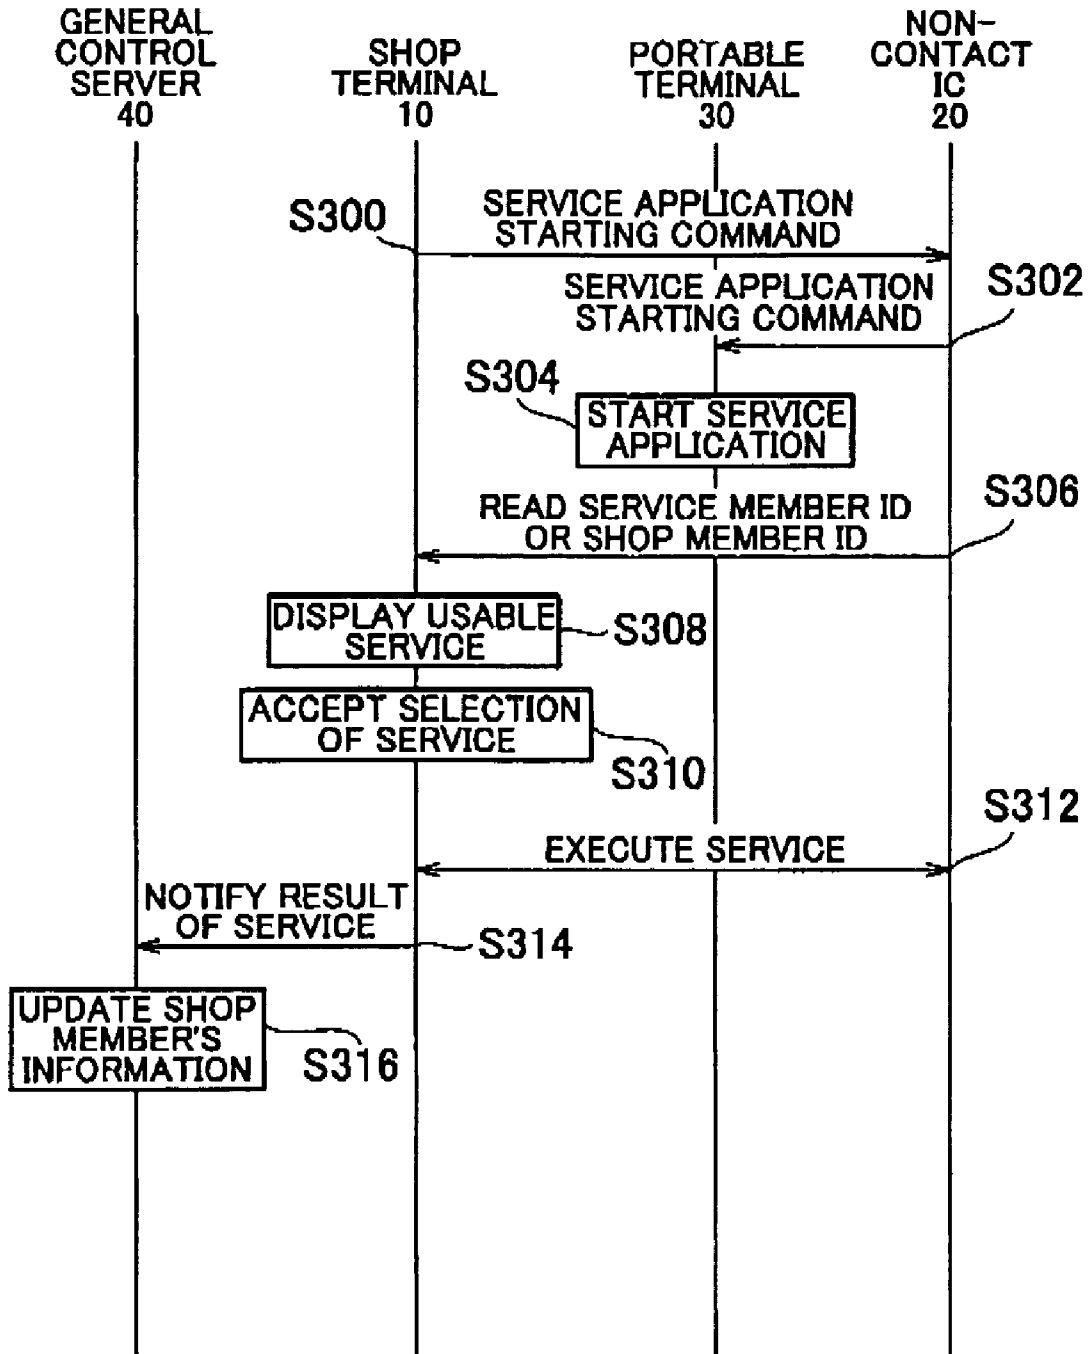 GENERAL
CONTROL
SERVER
40
SHOP
TERMINAL
10
PORTABLE
TERMINAL
30
NON-
CONTACT
IC
20
S300
SERVICE APPLICATION
STARTING COMMAND
S302
SERVICE APPLICATION
STARTING COMMAND
S304
START SERVICE
APPLICATION
S306
READ SERVICE MEMBER ID
OR SHOP MEMBER ID
DISPLAY USABLE
SERVICE
S308
ACCEPT SELECTION
OF SERVICE
S310
S312
EXECUTE SERVICE
NOTIFY RESULT
OF SERVICE
S314
UPDATE SHOP
MEMBER'S
INFORMATION
S316